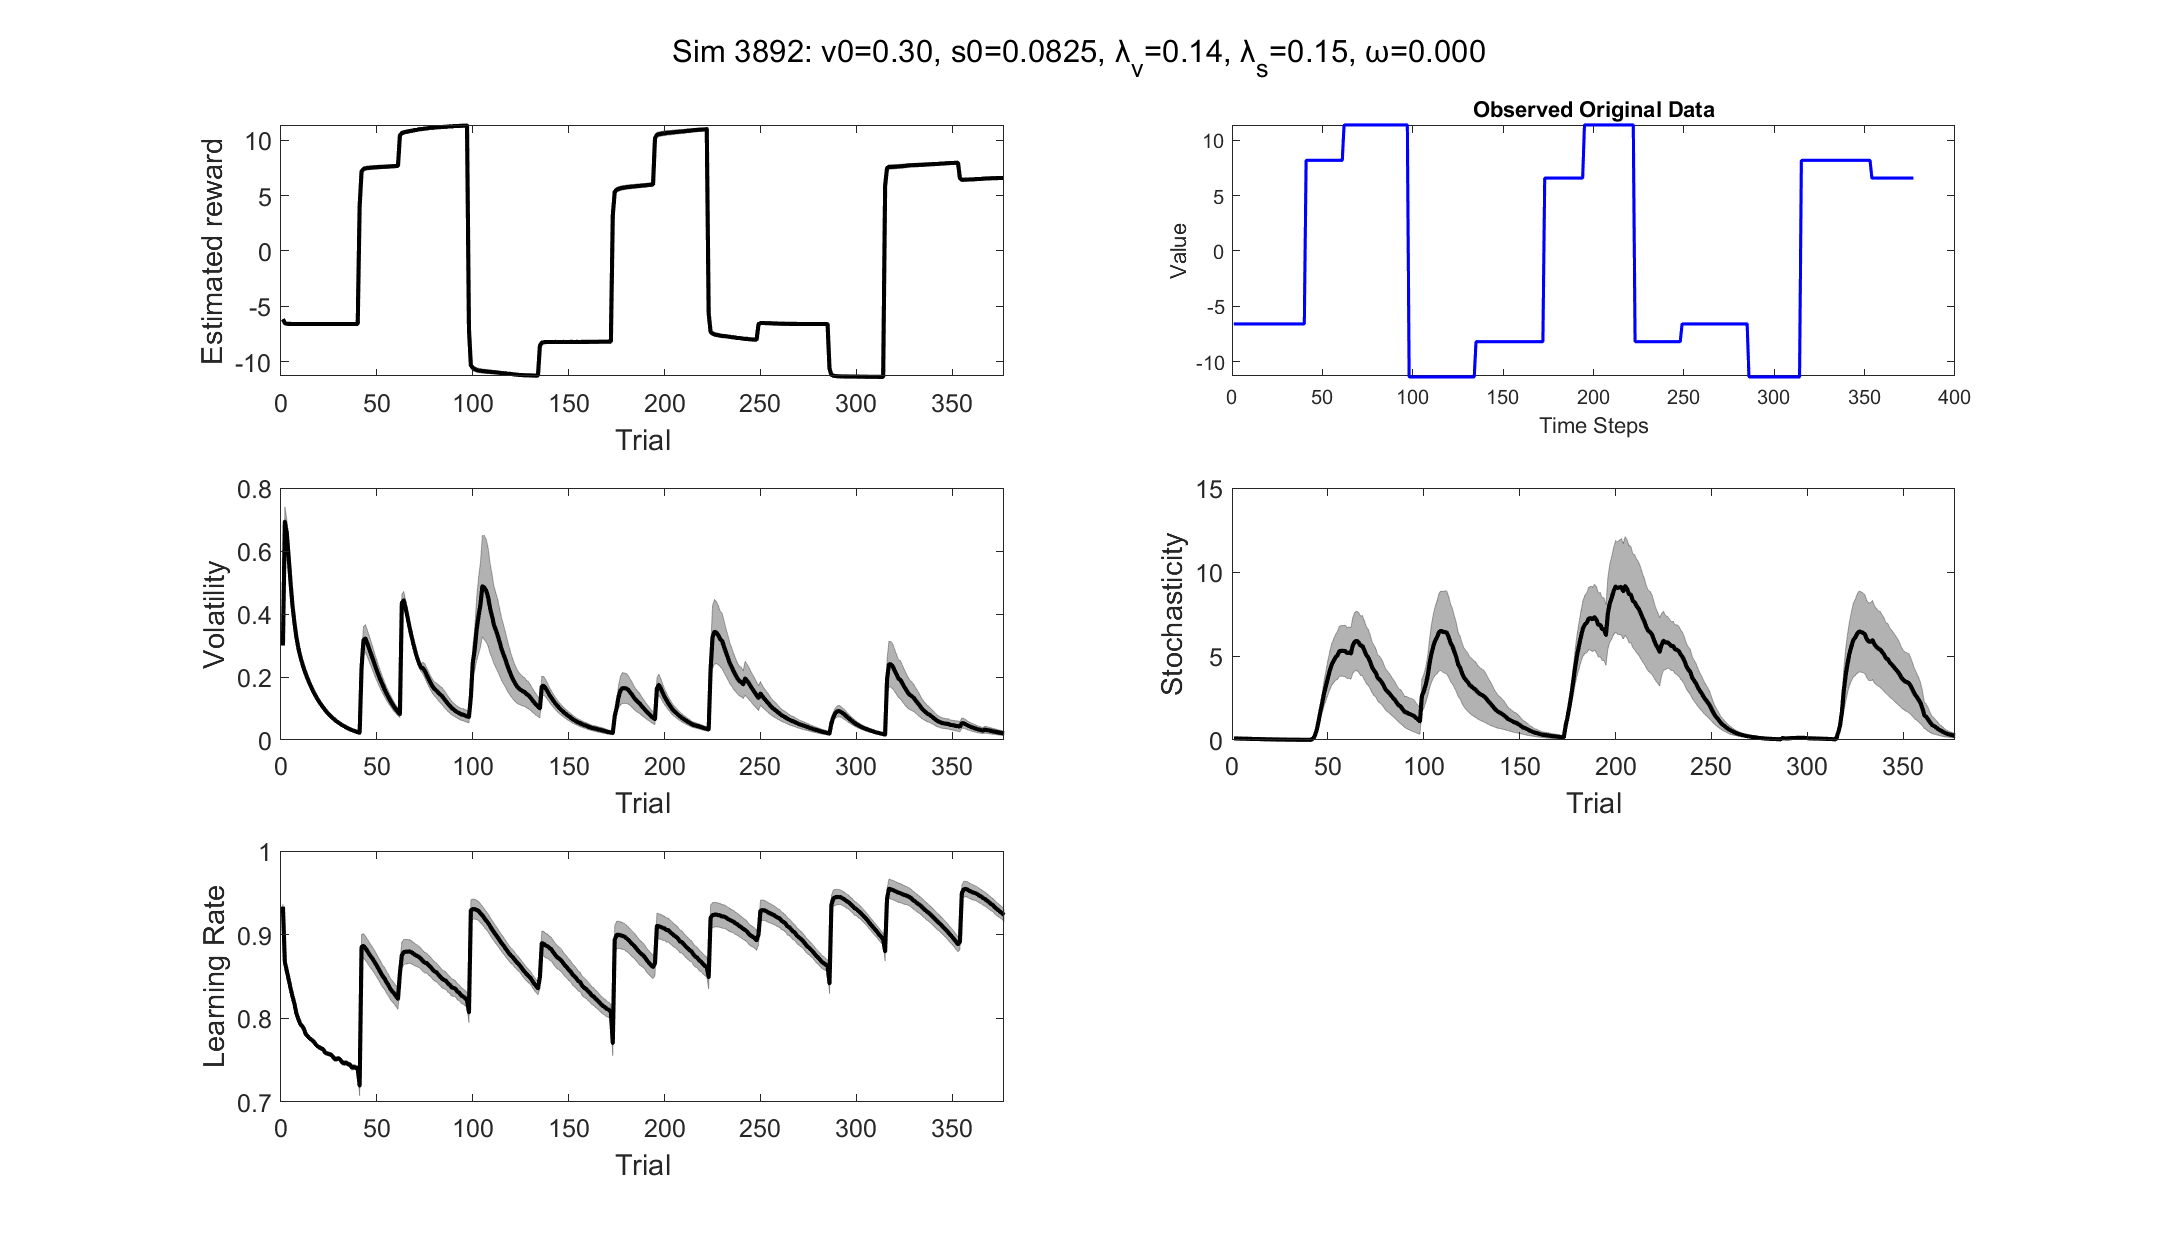 Sim 3892: v0=0.30, s0=0.0825, λ_v=0.14, λ_s=0.15, ω=0.000
Estimated reward
10
5
0
-5
-10
0 50 100 150 200 250 300 350
Trial
Observed Original Data
Value
10
5
0
-5
-10
0 50 100 150 200 250 300 350 400
Time Steps
Volatility
0.8
0.6
0.4
0.2
0
0 50 100 150 200 250 300 350
Trial
Stochasticity
15
10
5
0
0 50 100 150 200 250 300 350
Trial
Learning Rate
1
0.9
0.8
0.7
0 50 100 150 200 250 300 350
Trial